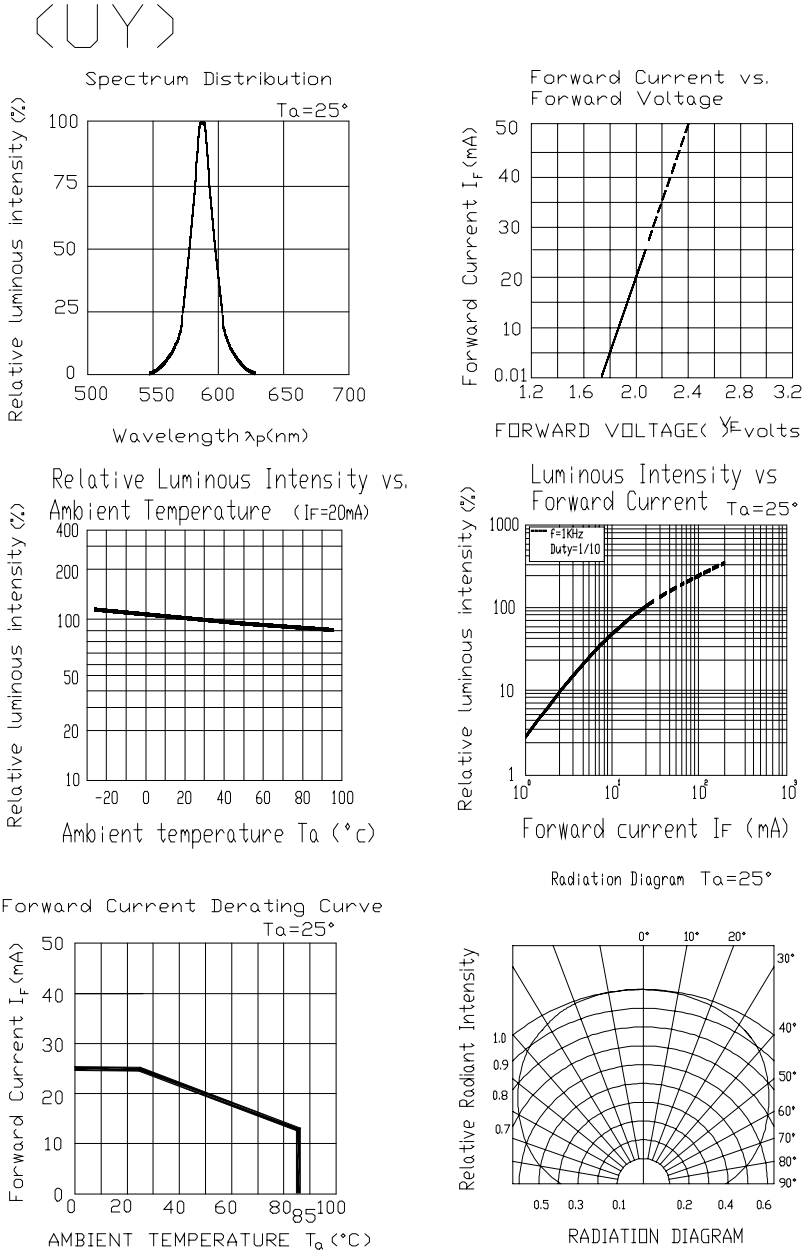 (UY)
Spectrum Distribution
Ta=25°
Relative luminous intensity (%)
100
75
50
25
0
500 550 600 650 700
Wavelength λp(nm)
Forward Current vs.
Forward Voltage
Forward Current IF (mA)
50
40
30
20
10
0.01
1.2 1.6 2.0 2.4 2.8 3.2
FORWARD VOLTAGE( )VF volts
Relative Luminous Intensity vs.
Ambient Temperature (IF=20mA)
Relative luminous intensity (%)
400
200
100
50
20
10
-20 0 20 40 60 80 100
Ambient temperature Ta (°c)
Luminous Intensity vs
Forward Current Ta=25°
Relative luminous intensity (%)
f=1KHz
Duty=1/10
1000
100
10
1
10⁰ 10¹ 10² 10³
Forward current IF (mA)
Forward Current Derating Curve
Ta=25°
Forward Current IF (mA)
50
40
30
20
10
0
0 20 40 60 80 85 100
AMBIENT TEMPERATURE Ta (°C)
Radiation Diagram Ta=25°
Relative Radiant Intensity
0° 10° 20°
30°
40°
50°
60°
70°
80°
90°
1.0
0.9
0.8
0.7
0.5 0.3 0.1 0.2 0.4 0.6
RADIATION DIAGRAM